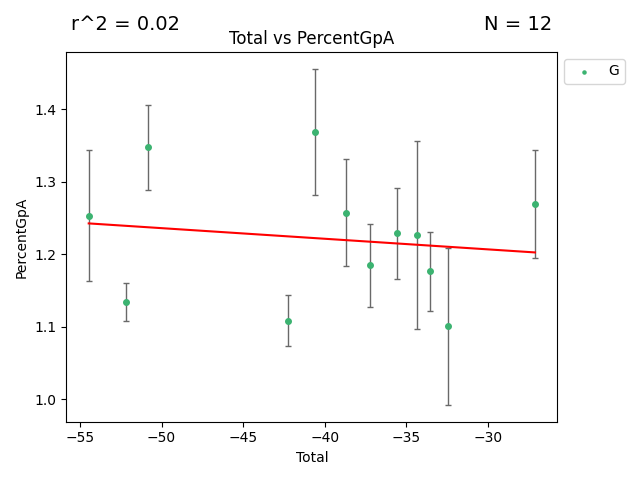 r^2 = 0.02
N = 12
Total vs PercentGpA
G
PercentGpA
1.4
1.3
1.2
1.1
1.0
−55 −50 −45 −40 −35 −30
Total